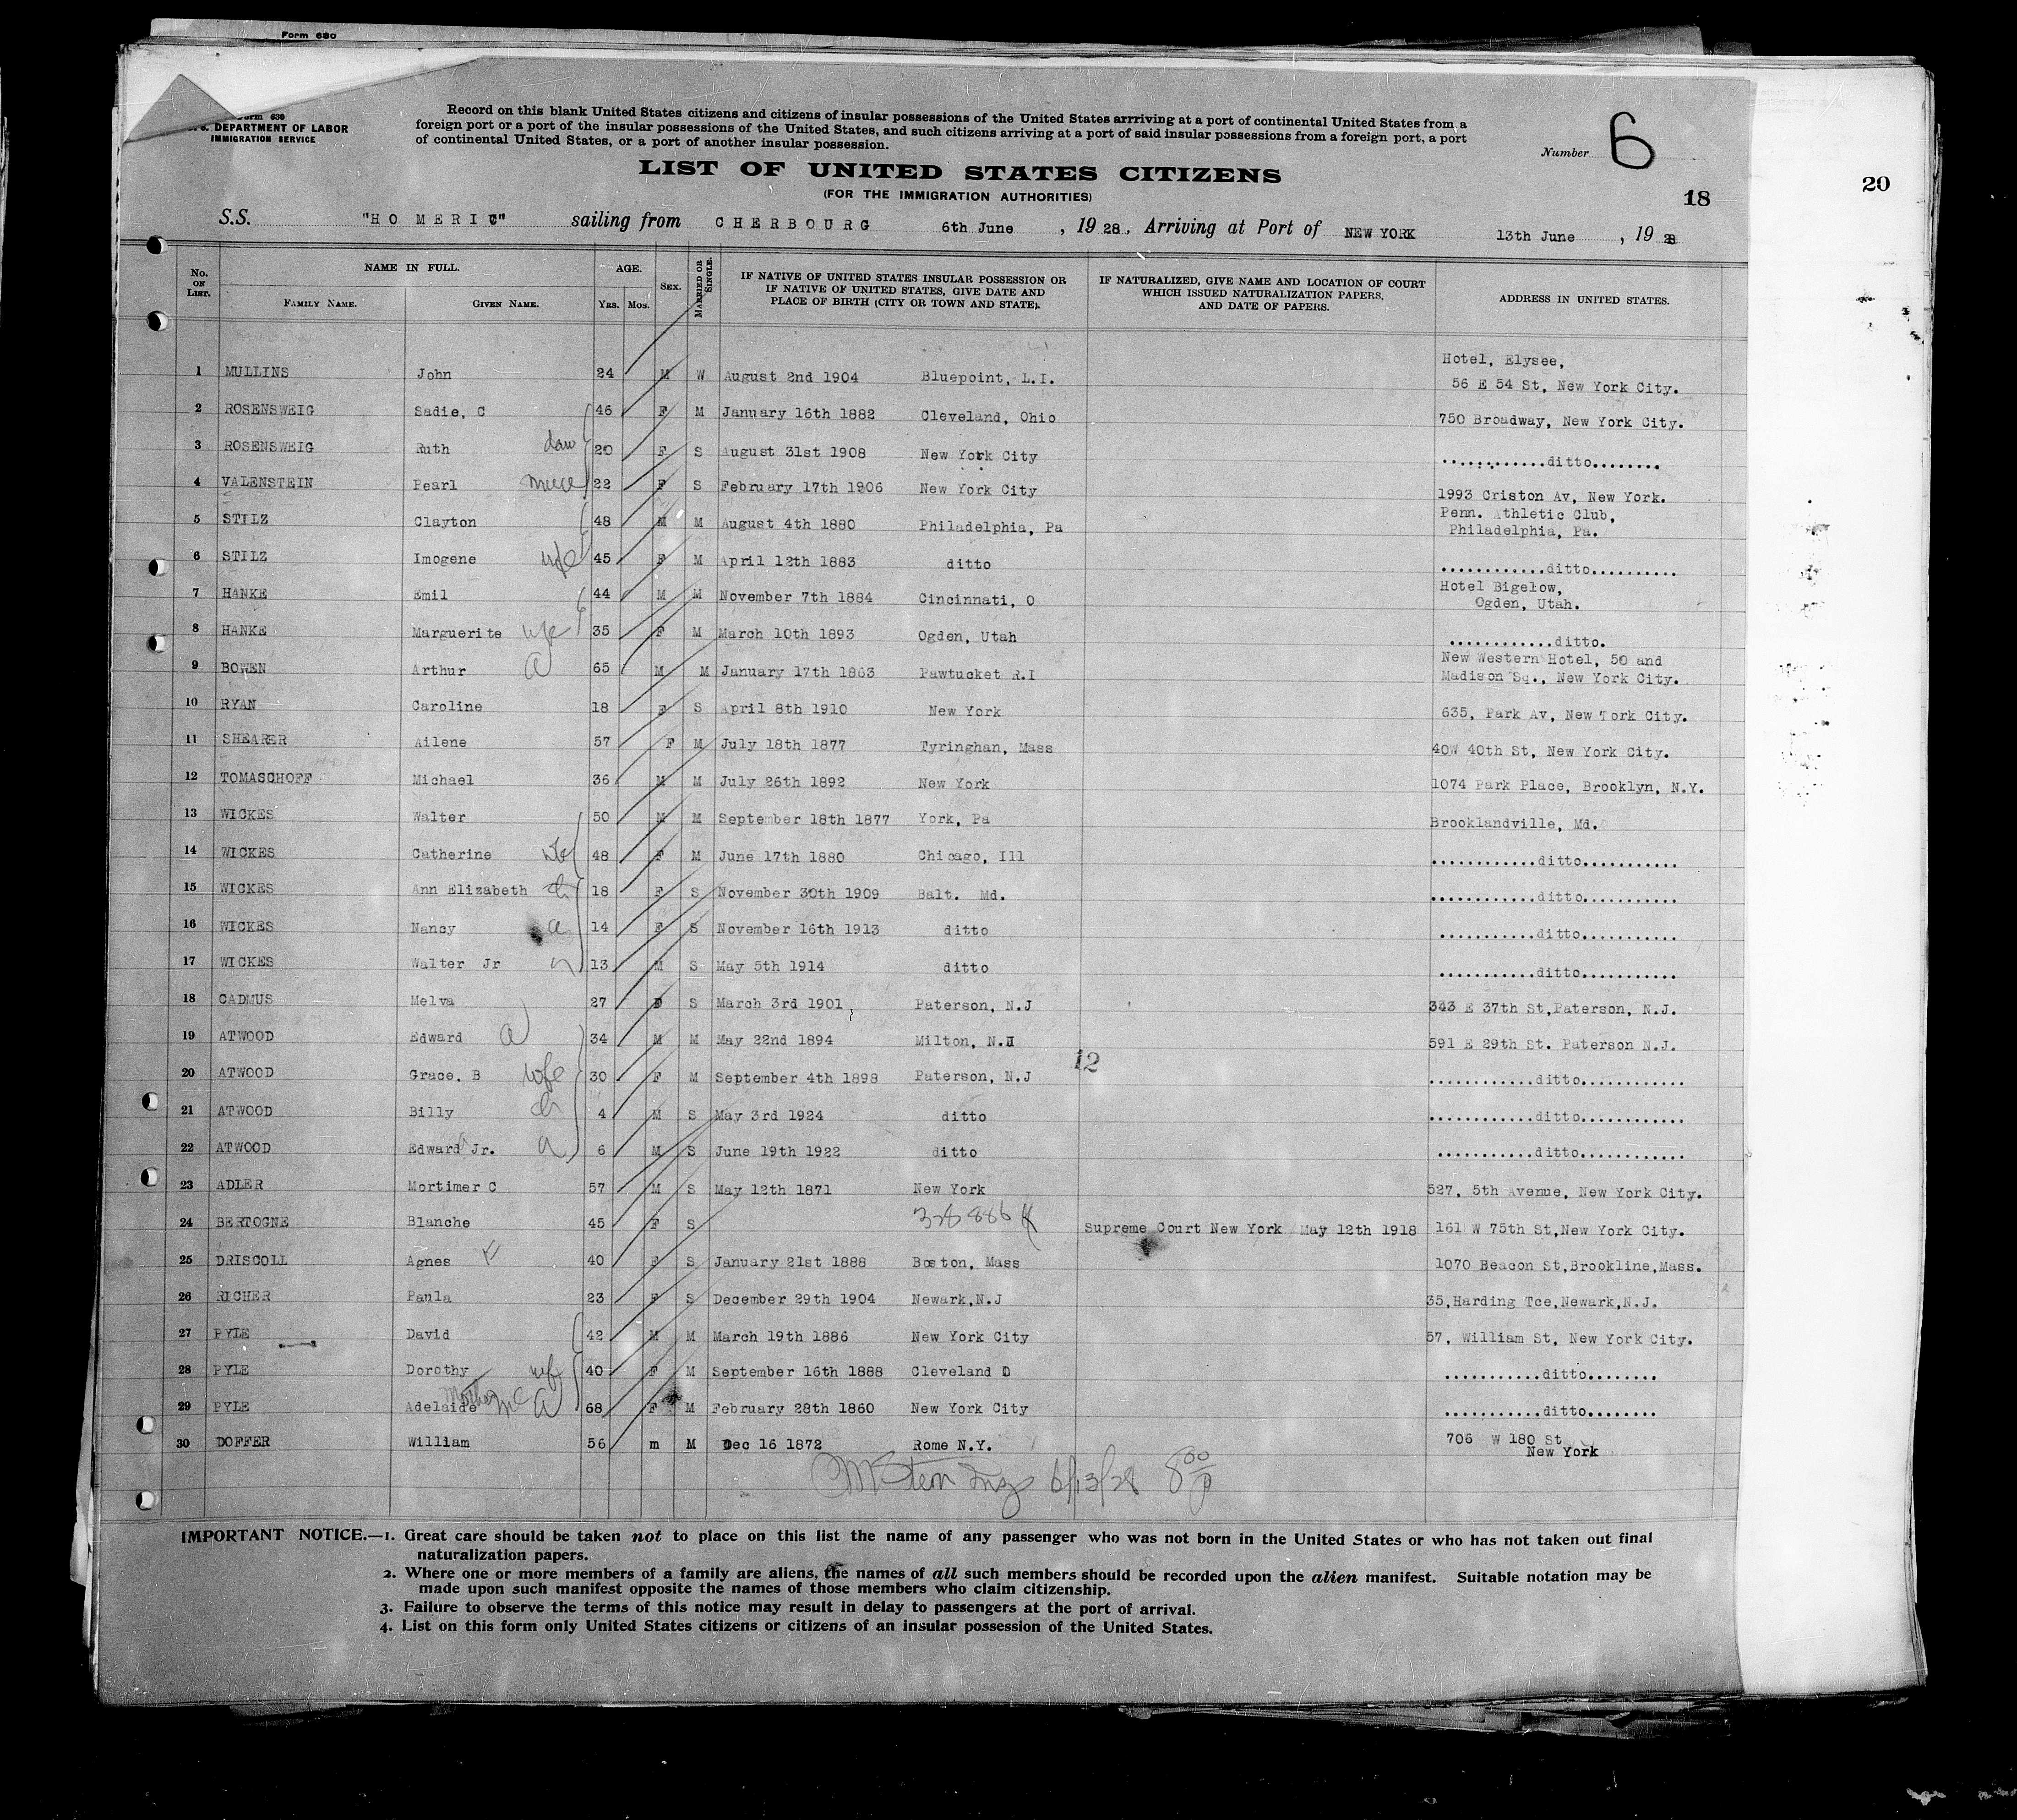 Form 630
Form 630
U.S. DEPARTMENT OF LABOR
IMMIGRATION SERVICE
Record on this blank United States citizens and citizens of insular possessions of the United States arrriving at a port of continental United States from a
foreign port or a port of the insular possessions of the United States, and such citizens arriving at a port of said insular possessions from a foreign port, a port
of continental United States, or a port of another insular possession.
Number 6
LIST OF UNITED STATES CITIZENS
(FOR THE IMMIGRATION AUTHORITIES)
18
20
S.S. "HOMERIC" sailing from CHERBOURG 6th June , 19 28. Arriving at Port of NEW YORK 13th June , 19 28
No. ON LIST. NAME IN FULL. AGE. SEX. MARRIED OR SINGLE. IF NATIVE OF UNITED STATES INSULAR POSSESSION OR IF NATIVE OF UNITED STATES, GIVE DATE AND PLACE OF BIRTH (CITY OR TOWN AND STATE). IF NATURALIZED, GIVE NAME AND LOCATION OF COURT WHICH ISSUED NATURALIZATION PAPERS, AND DATE OF PAPERS. ADDRESS IN UNITED STATES.
FAMILY NAME. GIVEN NAME. YRS. MOS.
1 MULLINS John 24 M W August 2nd 1904 Bluepoint, L.I. Hotel, Elysee,
56 E 54 St, New York City.
2 ROSENSWEIG Sadie, C 46 F M January 16th 1882 Cleveland, Ohio 750 Broadway, New York City.
3 ROSENSWEIG Ruth dau 20 F S August 31st 1908 New York City ............ditto........
4 VALENSTEIN Pearl niece 22 F S February 17th 1906 New York City 1993 Criston Av, New York.
5 STILZ Clayton 48 M M August 4th 1880 Philadelphia, Pa Penn. Athletic Club,
Philadelphia, Pa.
6 STILZ Imogene wfe 45 F M April 12th 1883 ditto ............ditto..........
7 HANKE Emil 44 M M November 7th 1884 Cincinnati, O Hotel Bigelow,
Ogden, Utah.
8 HANKE Marguerite wfe 35 F M March 10th 1893 Ogden, Utah ............ditto.
9 BOWEN Arthur a 65 M M January 17th 1863 Pawtucket R.I New Western Hotel, 50 and
Madison Sq., New York City.
10 RYAN Caroline 18 F S April 8th 1910 New York 635, Park Av, New York City.
11 SHEARER Ailene 57 F M July 18th 1877 Tyringhan, Mass 40W 40th St, New York City.
12 TOMASCHOFF Michael 36 M M July 26th 1892 New York 1074 Park Place, Brooklyn, N.Y.
13 WICKES Walter 50 M M September 18th 1877 York, Pa Brooklandville, Md.
14 WICKES Catherine wfe 48 F M June 17th 1880 Chicago, Ill ............ditto...........
15 WICKES Ann Elizabeth ch 18 F S November 30th 1909 Balt. Md. ............ditto...........
16 WICKES Nancy a 14 F S November 16th 1913 ditto ...........ditto...........
17 WICKES Walter Jr 13 M S May 5th 1914 ditto ...........ditto...........
18 CADMUS Melva 27 F S March 3rd 1901 Paterson, N.J 343 E 37th St,Paterson, N.J.
19 ATWOOD Edward a 34 M M May 22nd 1894 Milton, N.H 591 E 29th St. Paterson N.J.
12
20 ATWOOD Grace, B wfe 30 F M September 4th 1898 Paterson, N.J ............ditto............
21 ATWOOD Billy ch 4 M S May 3rd 1924 ditto ............ditto............
22 ATWOOD Edward Jr. a 6 M S June 19th 1922 ditto ...........ditto............
23 ADLER Mortimer C 57 M S May 12th 1871 New York 527, 5th Avenue, New York City.
24 BERTOGNE Blanche 45 F S 328886 Supreme Court New York May 12th 1918 161 W 75th St,New York City.
25 DRISCOLL Agnes F 40 F S January 21st 1888 Boston, Mass 1070 Beacon St,Brookline,Mass.
26 RICHER Paula 23 F S December 29th 1904 Newark,N.J 35,Harding Tce,Newark,N.J.
27 PYLE David 42 M M March 19th 1886 New York City 57, William St, New York City.
28 PYLE Dorothy wf 40 F M September 16th 1888 Cleveland O ...........ditto........
29 PYLE Adelaide Mother Mc a 68 F M February 28th 1860 New York City ...........ditto........
30 DOFFER William 56 m M Dec 16 1872 Rome N.Y. 706 W 180 St
New York
Stern Insp 6/13/28 8 00 p
IMPORTANT NOTICE.—1. Great care should be taken not to place on this list the name of any passenger who was not born in the United States or who has not taken out final
naturalization papers.
2. Where one or more members of a family are aliens, the names of all such members should be recorded upon the alien manifest. Suitable notation may be
made upon such manifest opposite the names of those members who claim citizenship.
3. Failure to observe the terms of this notice may result in delay to passengers at the port of arrival.
4. List on this form only United States citizens or citizens of an insular possession of the United States.